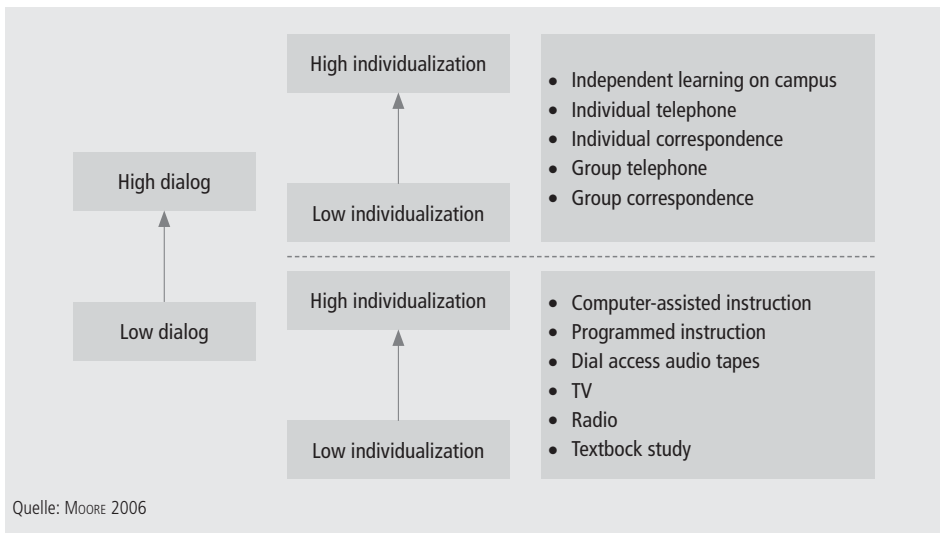 High individualization
Low individualization
• Independent learning on campus
• Individual telephone
• Individual correspondence
• Group telephone
• Group correspondence
High dialog
Low dialog
High individualization
Low individualization
• Computer-assisted instruction
• Programmed instruction
• Dial access audio tapes
• TV
• Radio
• Textbock study
Quelle: Moore 2006